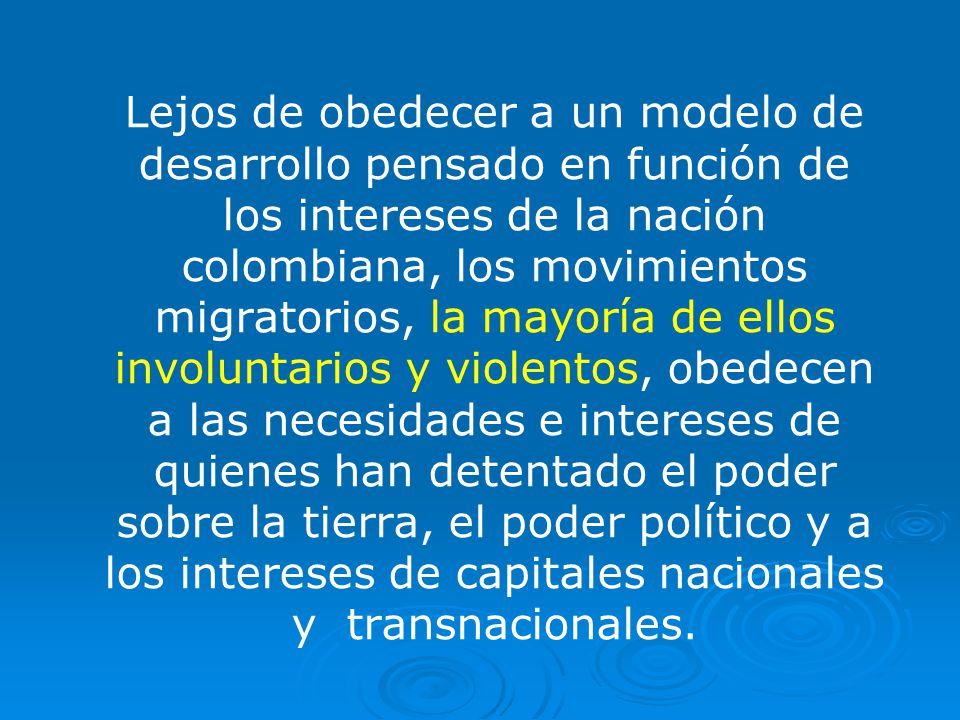 Lejos de obedecer a un modelo de
desarrollo pensado en función de
los intereses de la nación
colombiana, los movimientos
migratorios, la mayoría de ellos
involuntarios y violentos, obedecen
a las necesidades e intereses de
quienes han detentado el poder
sobre la tierra, el poder político y a
los intereses de capitales nacionales
y  transnacionales.